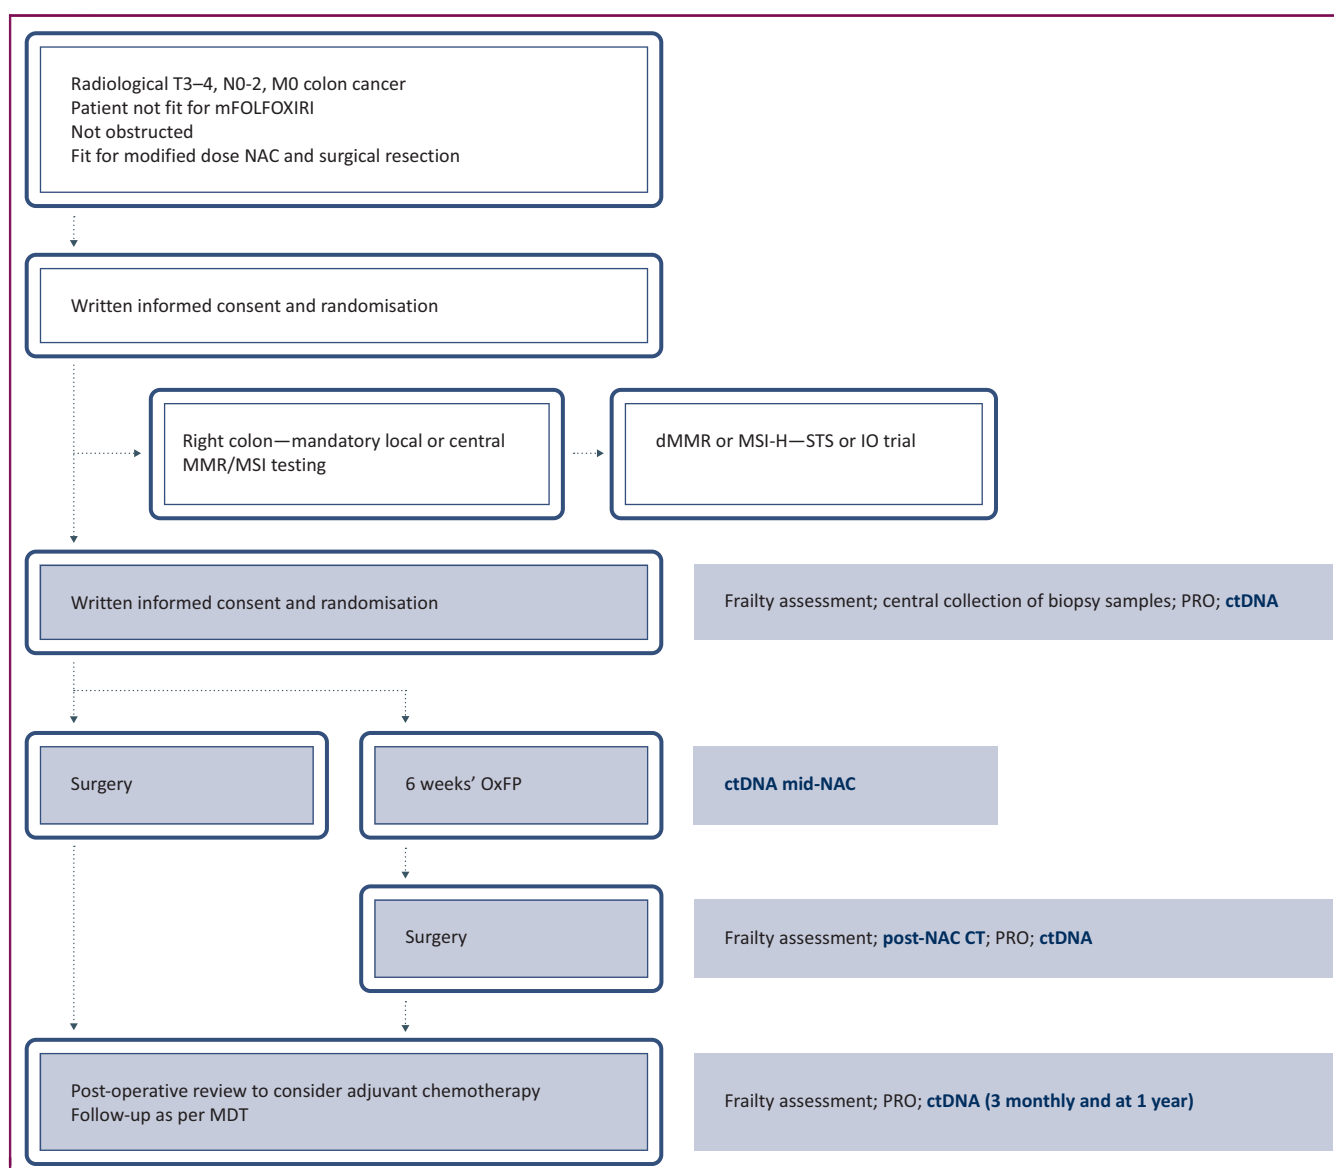 Radiological T3–4, N0-2, M0 colon cancer
Patient not fit for mFOLFOXIRI
Not obstructed
Fit for modified dose NAC and surgical resection
Written informed consent and randomisation
Right colon—mandatory local or central
MMR/MSI testing
dMMR or MSI-H—STS or IO trial
Written informed consent and randomisation
Frailty assessment; central collection of biopsy samples; PRO; ctDNA
Surgery
6 weeks’ OxFP
ctDNA mid-NAC
Surgery
Frailty assessment; post-NAC CT; PRO; ctDNA
Post-operative review to consider adjuvant chemotherapy
Follow-up as per MDT
Frailty assessment; PRO; ctDNA (3 monthly and at 1 year)